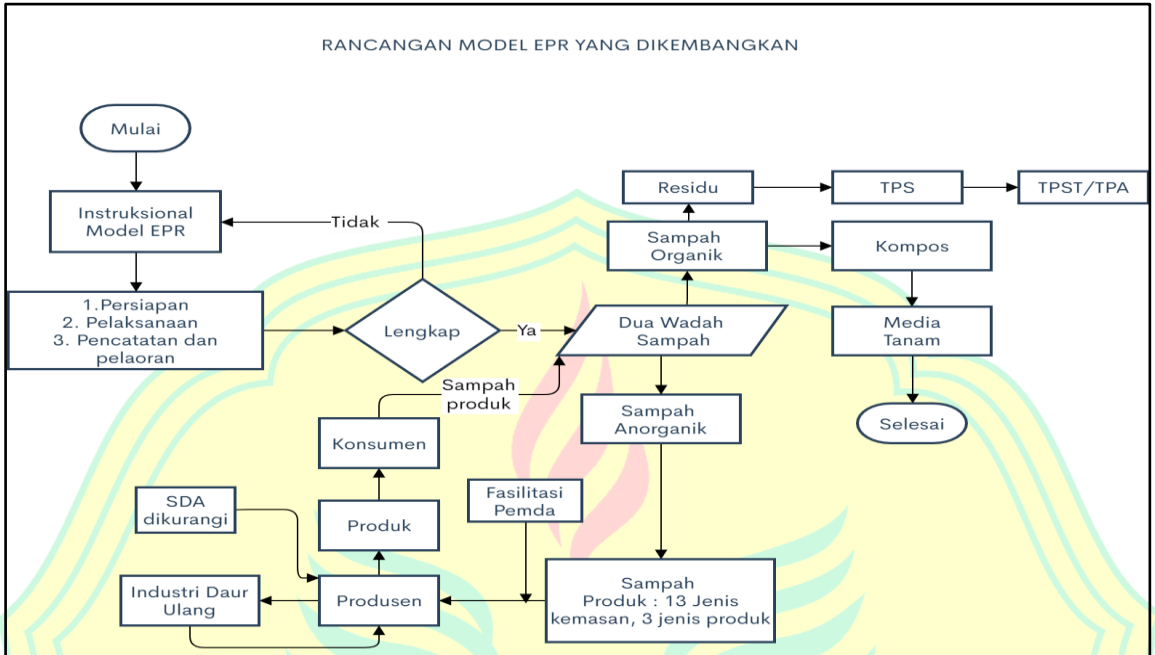 RANCANGAN MODEL EPR YANG DIKEMBANGKAN
Mulai
Instruksional
Model EPR
Tidak
1.Persiapan
2. Pelaksanaan
3. Pencatatan dan
pelaoran
Lengkap
Ya
Residu
TPS
TPST/TPA
Sampah
Organik
Kompos
Dua Wadah
Sampah
Media
Tanam
Selesai
Sampah
produk
Sampah
Anorganik
Konsumen
Fasilitasi
Pemda
SDA
dikurangi
Produk
Industri Daur
Ulang
Produsen
Sampah
Produk : 13 Jenis
kemasan, 3 jenis produk